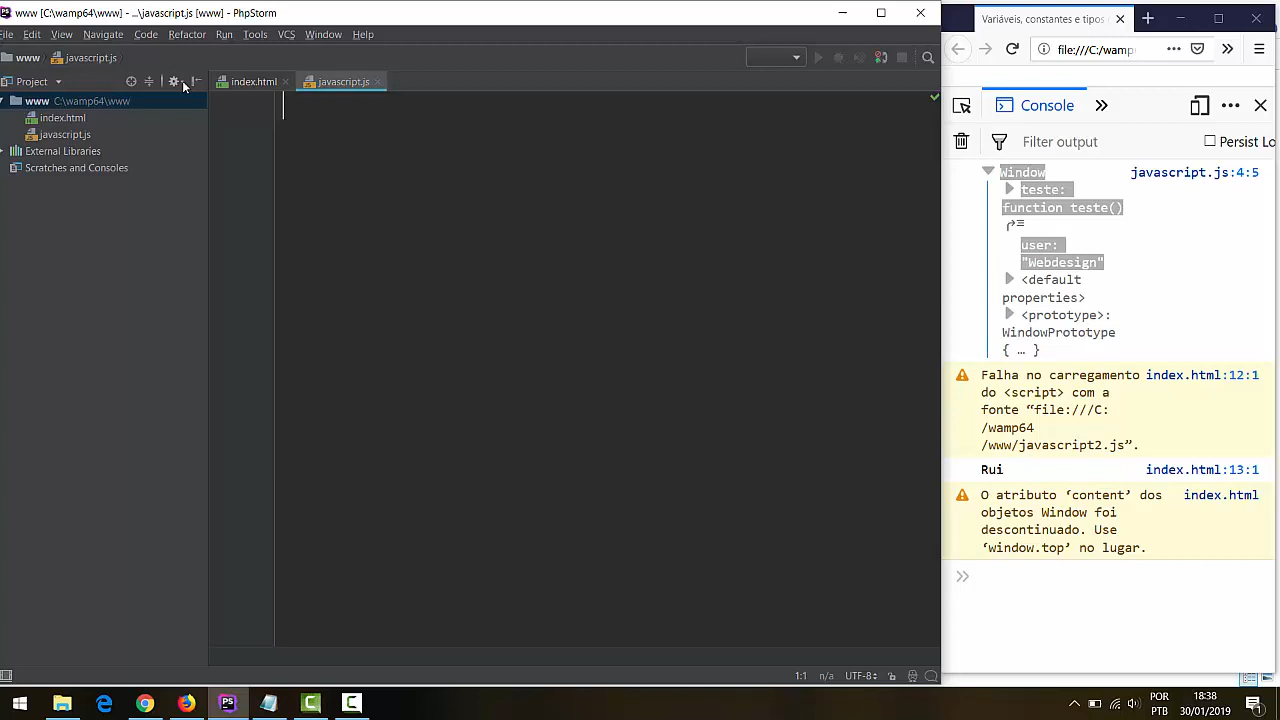 www [C:\wamp64\www] - ...\javascript.js [www] - PhpStorm
Edit View Navigate Code Refactor Run Tools VCS Window Help
www javascript.js
Project
index.html javascript.js
www C:\wamp64\www
index.html
javascript.js
External Libraries
Scratches and Consoles
1:1 n/a UTF-8
Variáveis, constantes e tipos
file:///C:/wamp
Console
Filter output Persist Lo
Window javascript.js:4:5
teste:
function teste()
user:
"Webdesign"
<default
properties>
<prototype>:
WindowPrototype
{ … }
Falha no carregamento index.html:12:1
do <script> com a
fonte “file:///C:
/wamp64
/www/javascript2.js”.
Rui index.html:13:1
O atributo ‘content’ dos index.html
objetos Window foi
descontinuado. Use
‘window.top’ no lugar.
PS
POR
PTB
18:38
30/01/2019